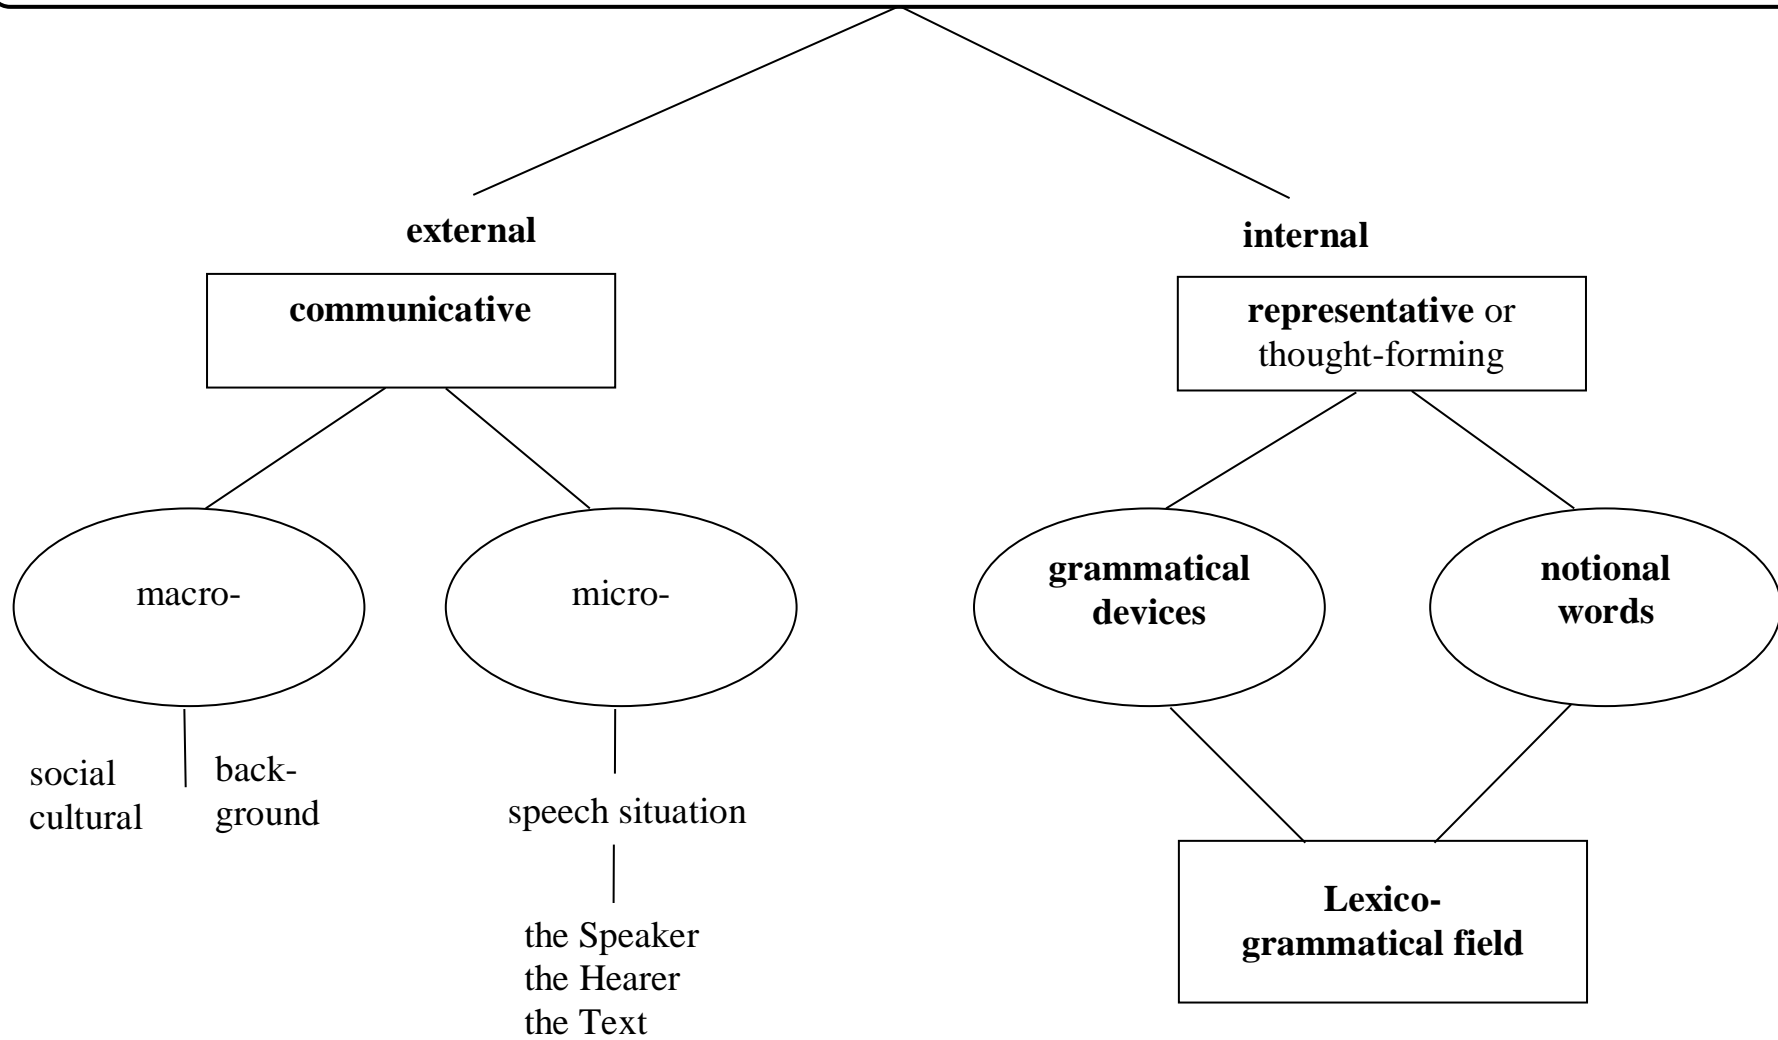 external
internal
communicative
representative or
thought-forming
macro-
micro-
grammatical
devices
notional
words
social
cultural
back-
ground
speech situation
the Speaker
the Hearer
the Text
Lexico-
grammatical field